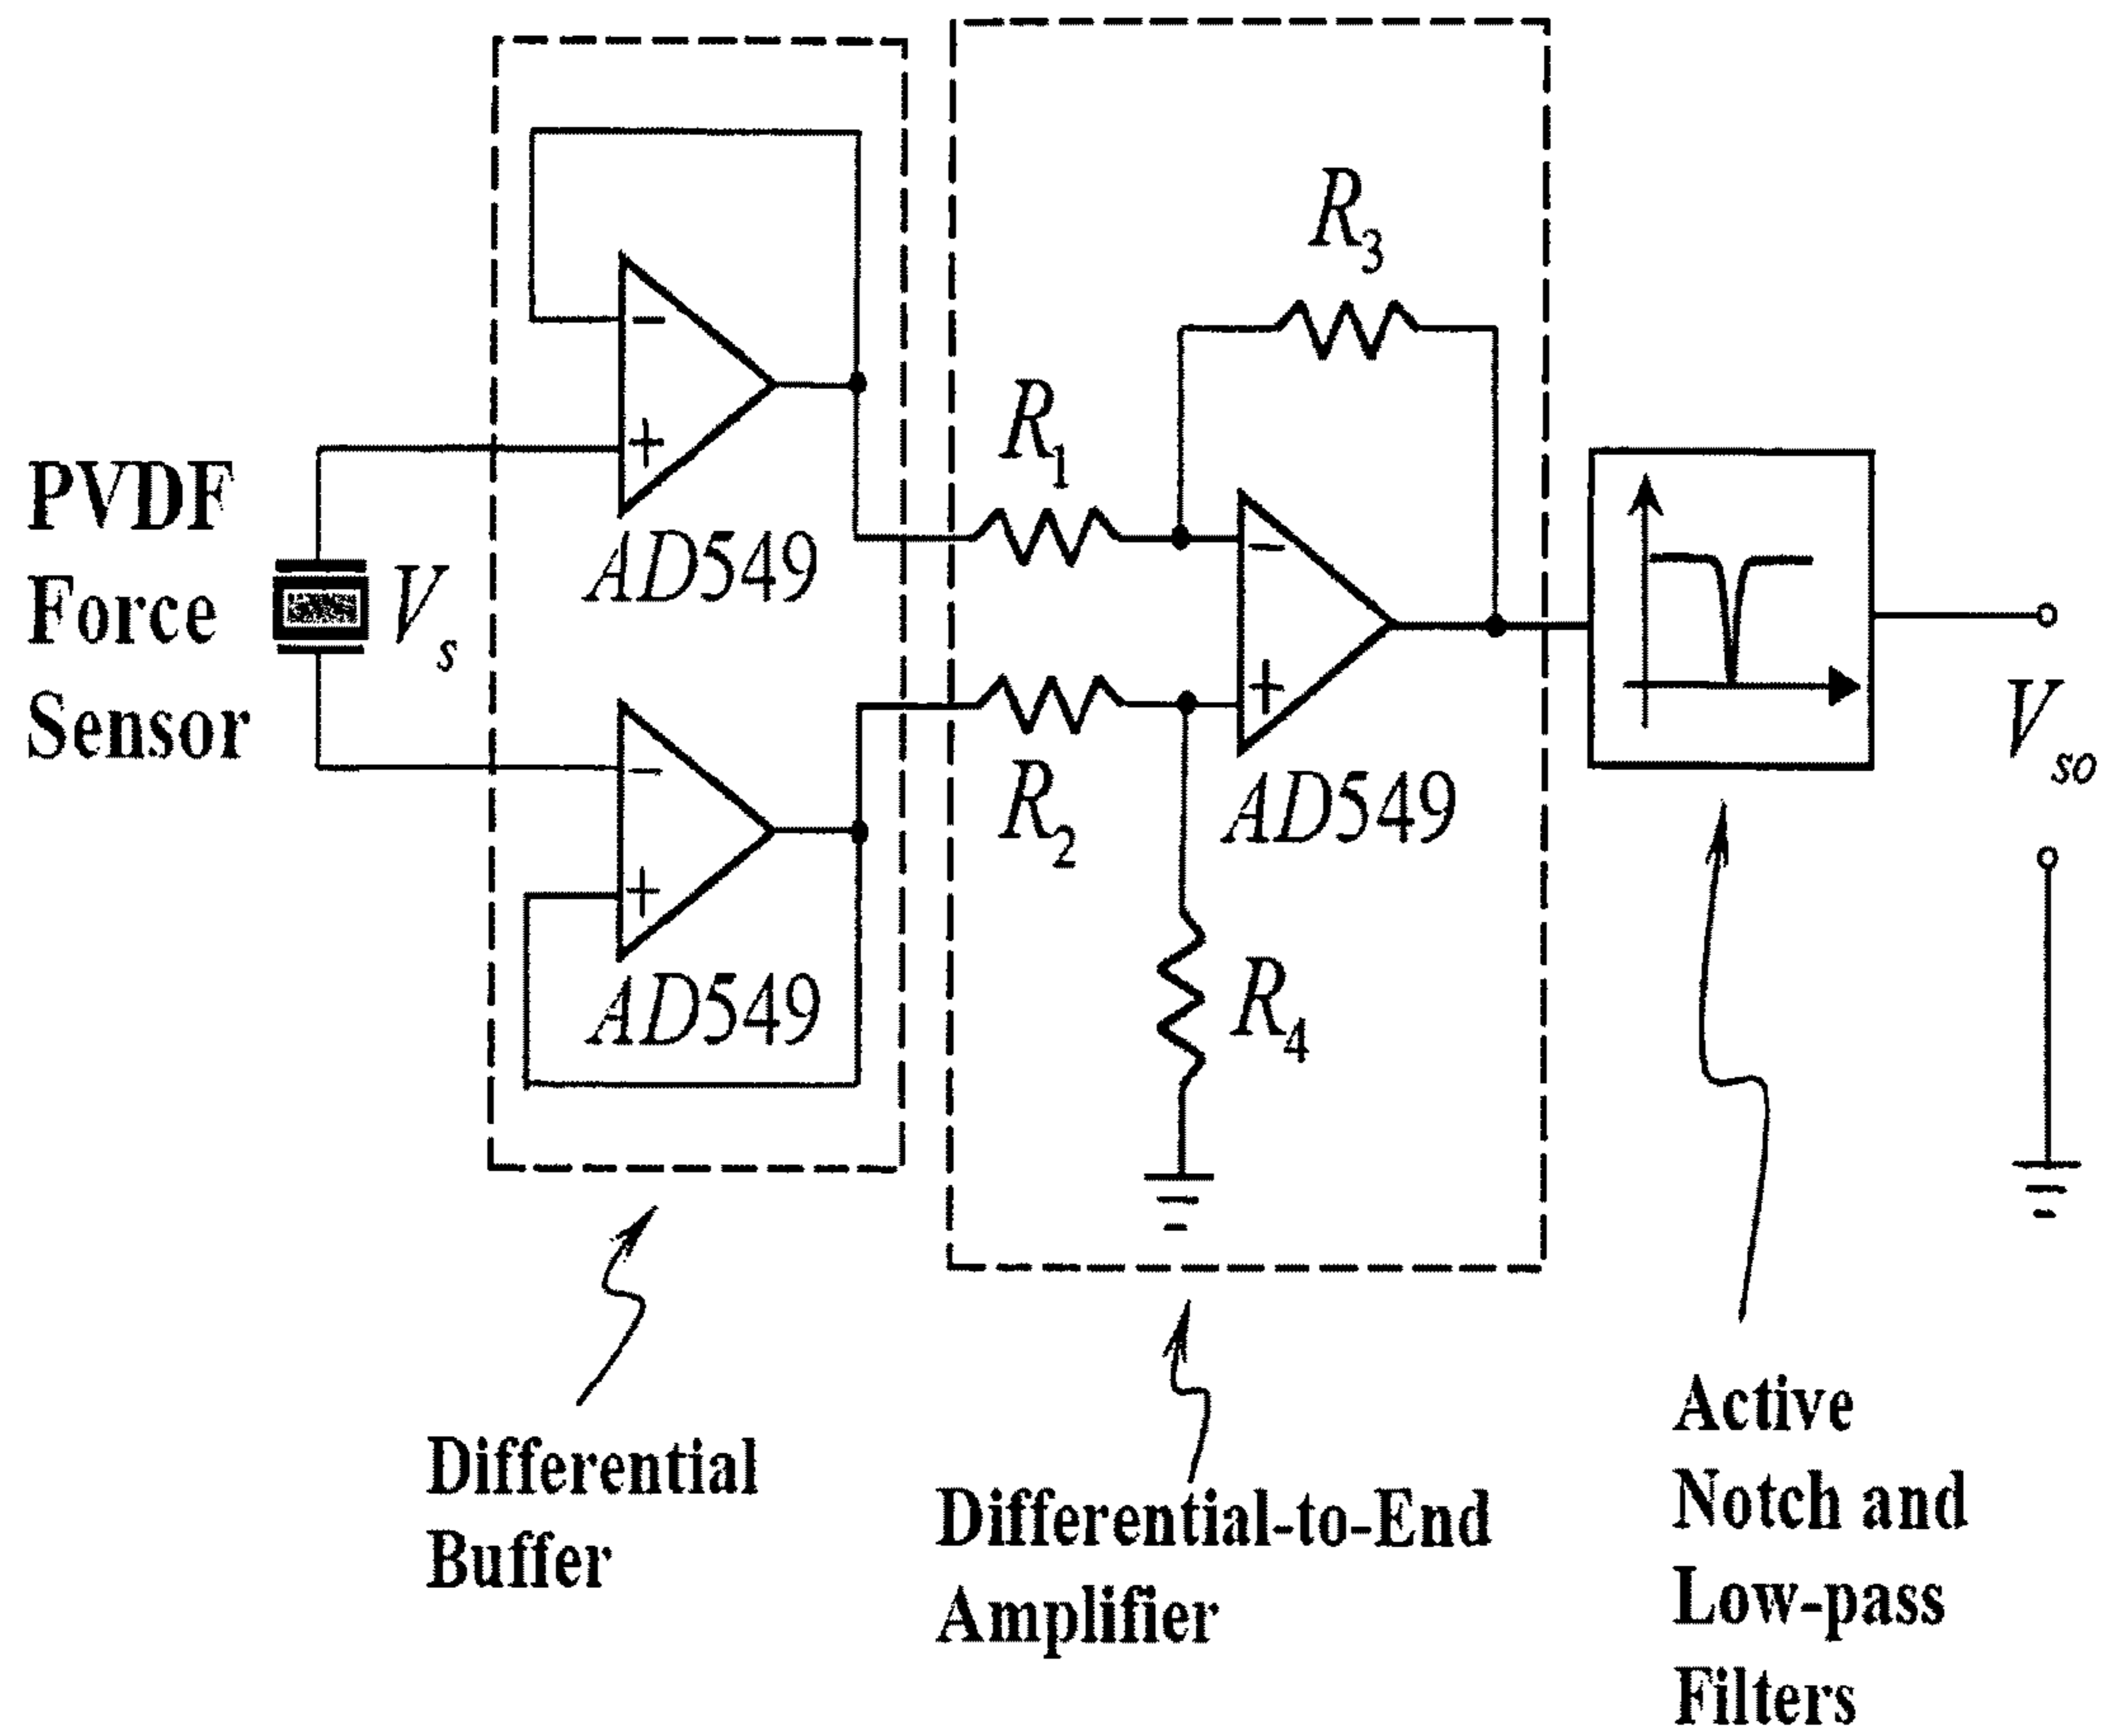 PVDF
Force
Sensor
Vs
−
+
AD549
−
+
AD549
R1
R2
R3
−
+
AD549
R4
Vso
Differential
Buffer
Differential-to-End
Amplifier
Active
Notch and
Low-pass
Filters